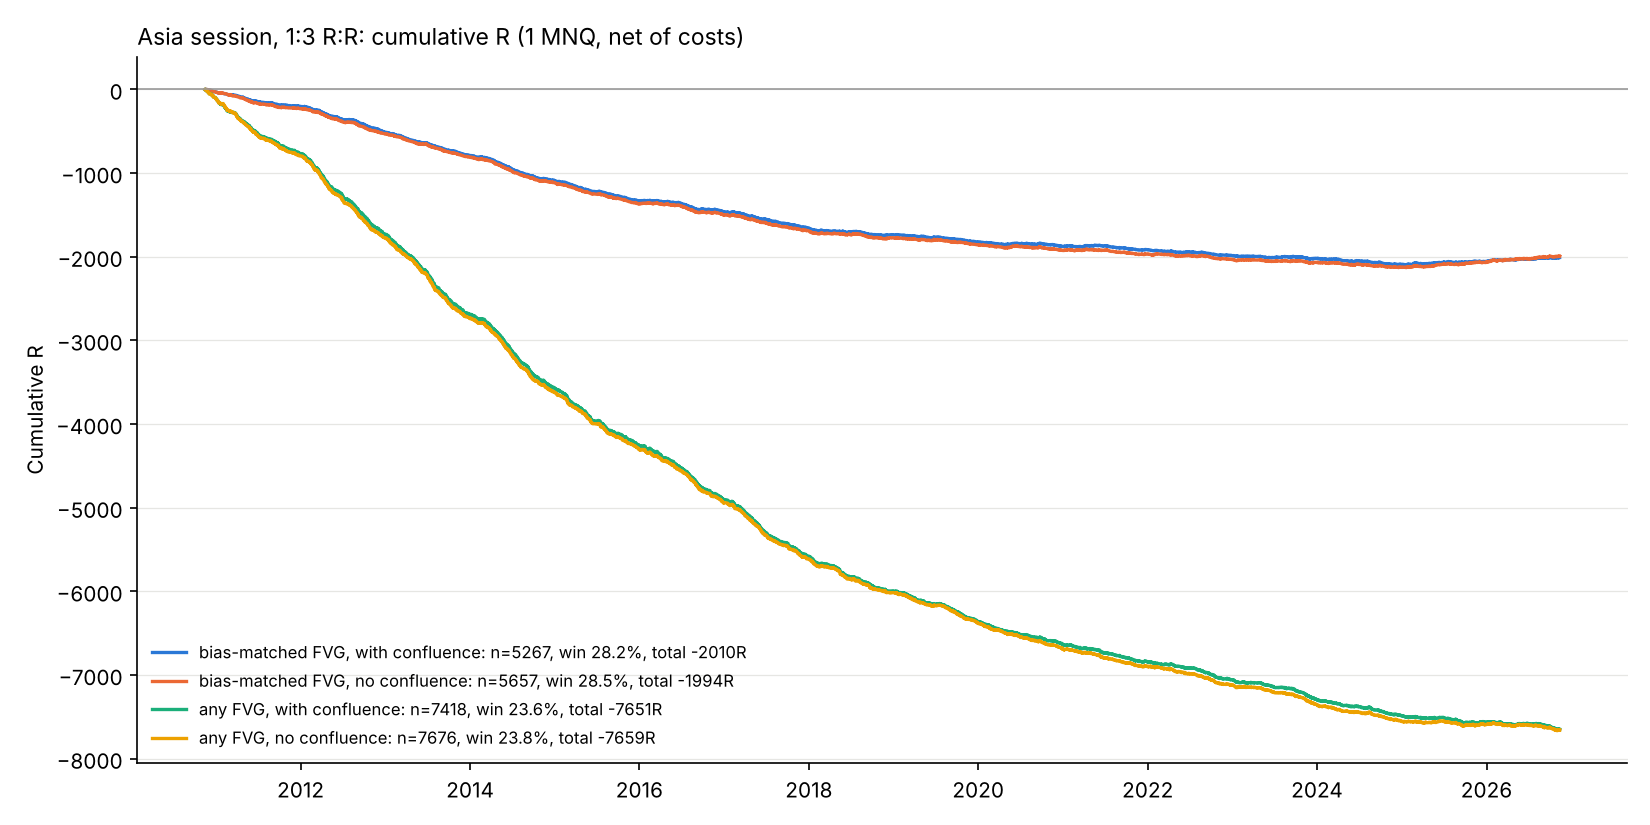 Asia session, 1:3 R:R: cumulative R (1 MNQ, net of costs)
Cumulative R
0
−1000
−2000
−3000
−4000
−5000
−6000
−7000
−8000
bias-matched FVG, with confluence: n=5267, win 28.2%, total -2010R
bias-matched FVG, no confluence: n=5657, win 28.5%, total -1994R
any FVG, with confluence: n=7418, win 23.6%, total -7651R
any FVG, no confluence: n=7676, win 23.8%, total -7659R
2012 2014 2016 2018 2020 2022 2024 2026